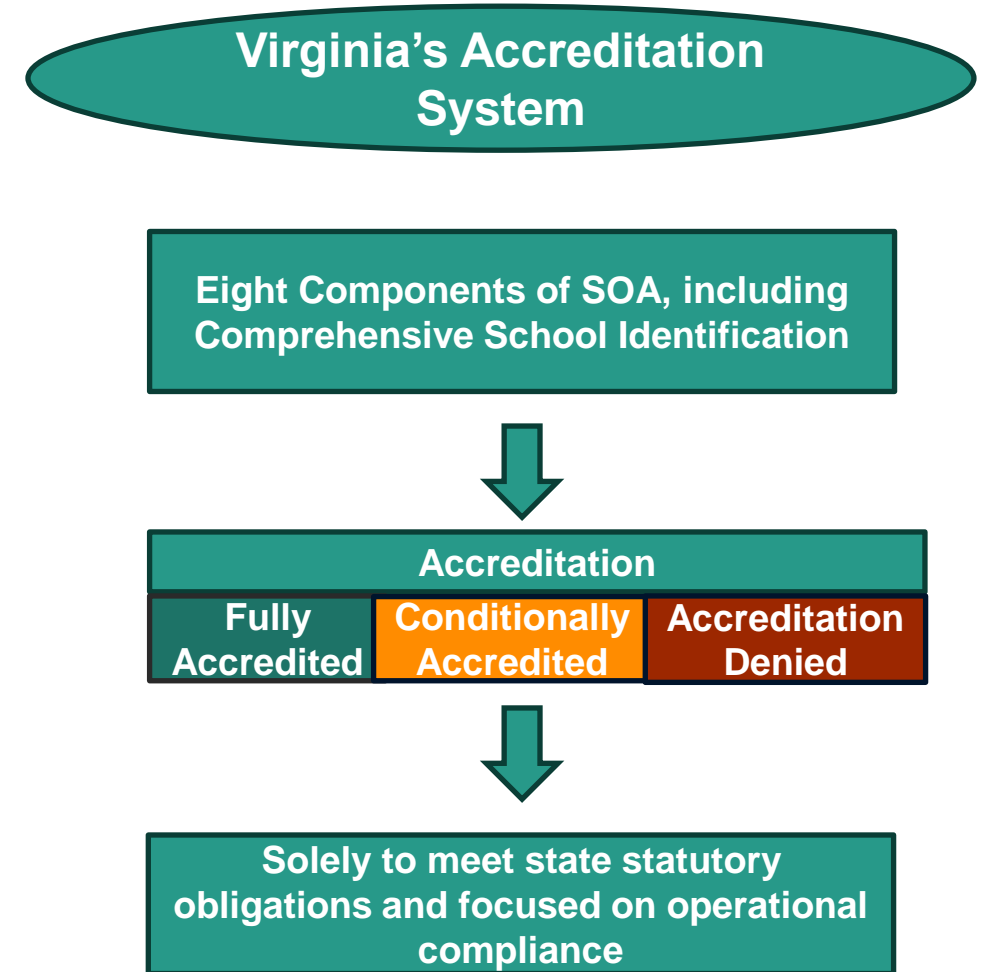 Virginia’s Accreditation
System
Eight Components of SOA, including
Comprehensive School Identification
Accreditation
Fully
Accredited
Conditionally
Accredited
Accreditation
Denied
Solely to meet state statutory
obligations and focused on operational
compliance